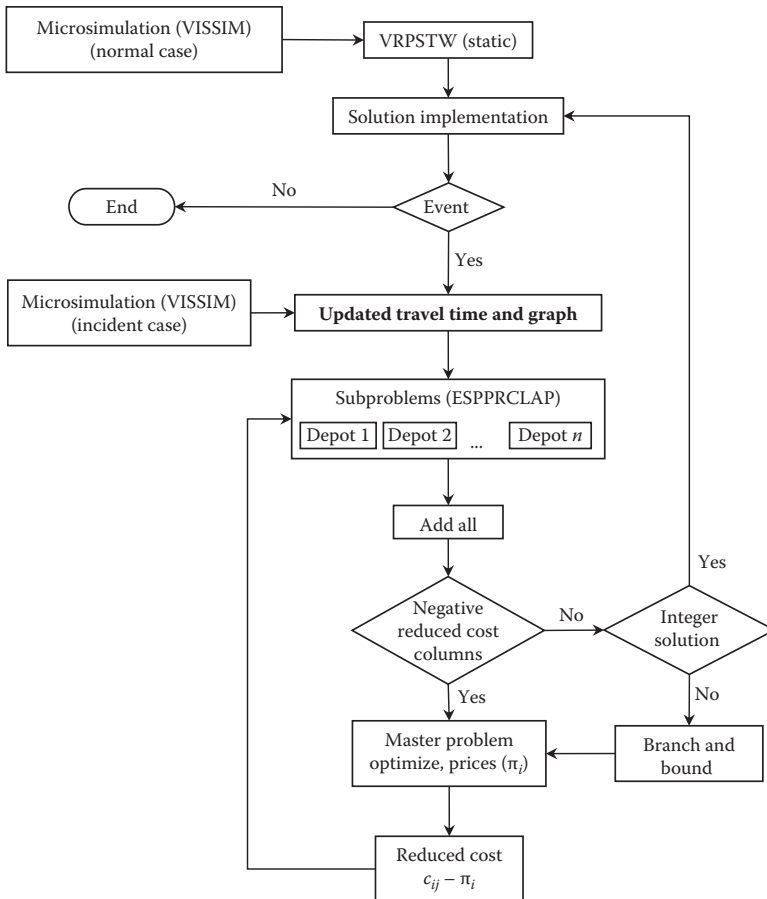 Microsimulation (VISSIM)
(normal case)
VRPSTW (static)
Solution implementation
No
End
Event
Yes
Microsimulation (VISSIM)
(incident case)
Updated travel time and graph
Subproblems (ESPPRCLAP)
Depot 1
Depot 2
...
Depot n
Add all
Yes
Negative
reduced cost
columns
No
Integer
solution
Yes
No
Master problem
optimize, prices (πᵢ)
Branch and
bound
Reduced cost
cᵢⱼ – πᵢ